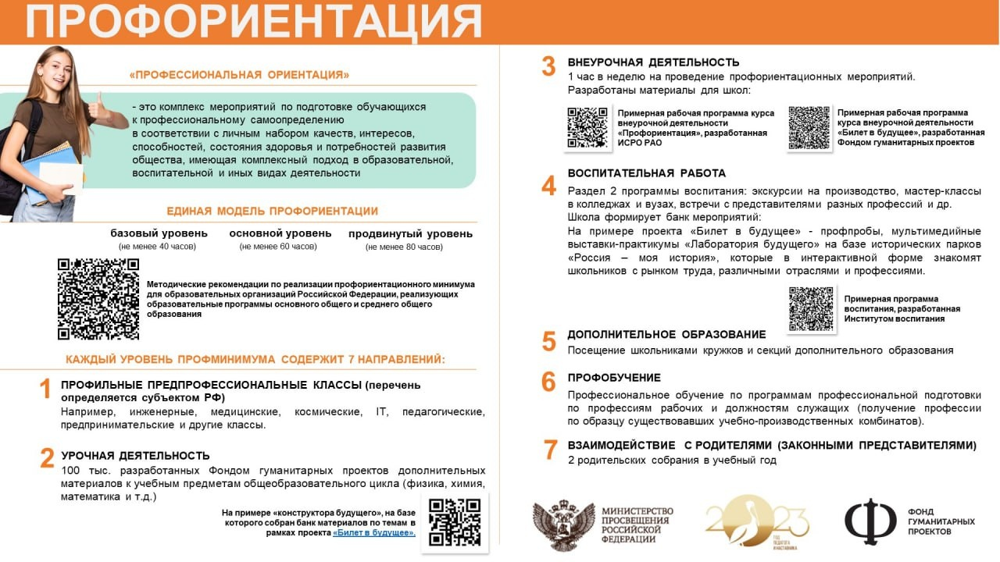 ПРОФОРИЕНТАЦИЯ
«ПРОФЕССИОНАЛЬНАЯ ОРИЕНТАЦИЯ»
- это комплекс мероприятий по подготовке обучающихся
к профессиональному самоопределению
в соответствии с личным набором качеств, интересов,
способностей, состояния здоровья и потребностей развития
общества, имеющая комплексный подход в образовательной,
воспитательной и иных видах деятельности
ЕДИНАЯ МОДЕЛЬ ПРОФОРИЕНТАЦИИ
базовый уровень
(не менее 40 часов)
основной уровень
(не менее 60 часов)
продвинутый уровень
(не менее 80 часов)
Методические рекомендации по реализации профориентационного минимума
для образовательных организаций Российской Федерации, реализующих
образовательные программы основного общего и среднего общего
образования
КАЖДЫЙ УРОВЕНЬ ПРОФМИНИМУМА СОДЕРЖИТ 7 НАПРАВЛЕНИЙ:
1 ПРОФИЛЬНЫЕ ПРЕДПРОФЕССИОНАЛЬНЫЕ КЛАССЫ (перечень
определяется субъектом РФ)
Например, инженерные, медицинские, космические, IT, педагогические,
предпринимательские и другие классы.
2 УРОЧНАЯ ДЕЯТЕЛЬНОСТЬ
100 тыс. разработанных Фондом гуманитарных проектов дополнительных
материалов к учебным предметам общеобразовательного цикла (физика, химия,
математика и т.д.)
На примере «конструктора будущего», на базе
которого собран банк материалов по темам в
рамках проекта «Билет в будущее».
3 ВНЕУРОЧНАЯ ДЕЯТЕЛЬНОСТЬ
1 час в неделю на проведение профориентационных мероприятий.
Разработаны материалы для школ:
Примерная рабочая программа курса
внеурочной деятельности
«Профориентация», разработанная
ИСРО РАО
Примерная рабочая программа
курса внеурочной деятельности
«Билет в будущее», разработанная
Фондом гуманитарных проектов
4 ВОСПИТАТЕЛЬНАЯ РАБОТА
Раздел 2 программы воспитания: экскурсии на производство, мастер-классы
в колледжах и вузах, встречи с представителями разных профессий и др.
Школа формирует банк мероприятий:
На примере проекта «Билет в будущее» - профпробы, мультимедийные
выставки-практикумы «Лаборатория будущего» на базе исторических парков
«Россия – моя история», которые в интерактивной форме знакомят
школьников с рынком труда, различными отраслями и профессиями.
Примерная программа
воспитания, разработанная
Институтом воспитания
5 ДОПОЛНИТЕЛЬНОЕ ОБРАЗОВАНИЕ
Посещение школьниками кружков и секций дополнительного образования
6 ПРОФОБУЧЕНИЕ
Профессиональное обучение по программам профессиональной подготовки
по профессиям рабочих и должностям служащих (получение профессии
по образцу существовавших учебно-производственных комбинатов).
7 ВЗАИМОДЕЙСТВИЕ С РОДИТЕЛЯМИ (ЗАКОННЫМИ ПРЕДСТАВИТЕЛЯМИ)
2 родительских собрания в учебный год
МИНИСТЕРСТВО
ПРОСВЕЩЕНИЯ
РОССИЙСКОЙ
ФЕДЕРАЦИИ
2023
ГОД
ПЕДАГОГА
И НАСТАВНИКА
Ф
ФОНД
ГУМАНИТАРНЫХ
ПРОЕКТОВ